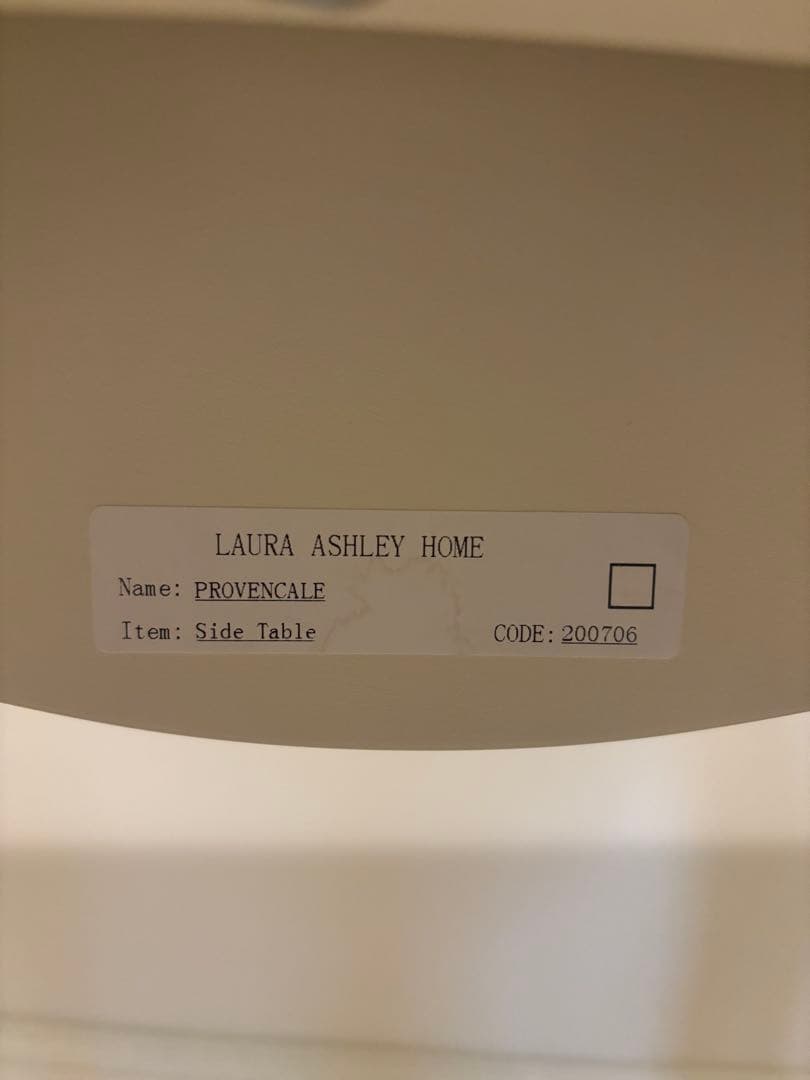 LAURA ASHLEY HOME
Name: PROVENCALE
Item: Side Table CODE: 200706